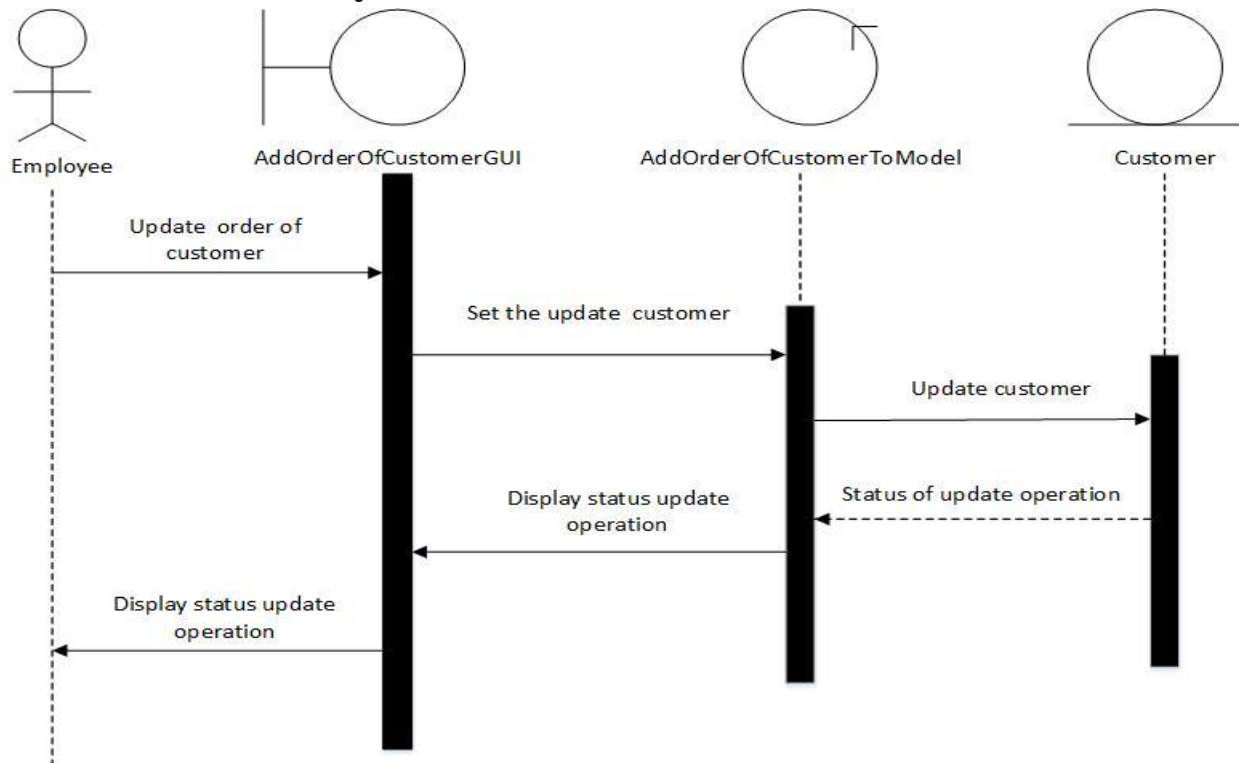 Employee
AddOrderOfCustomerGUI
AddOrderOfCustomerToModel
Customer
Update order of
customer
Set the update customer
Update customer
Status of update operation
Display status update
operation
Display status update
operation